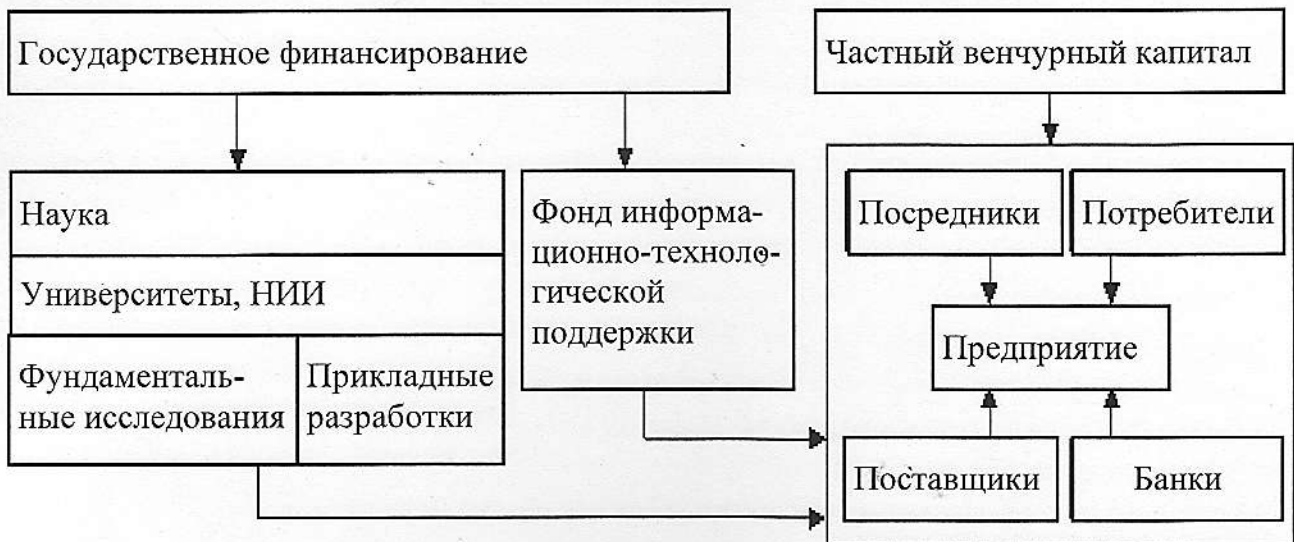 Государственное финансирование
Частный венчурный капитал
Наука
Университеты, НИИ
Фундаменталь-
ные исследования
Прикладные
разработки
Фонд информа-
ционно-техноло-
гической
поддержки
Посредники
Потребители
Предприятие
Поставщики
Банки